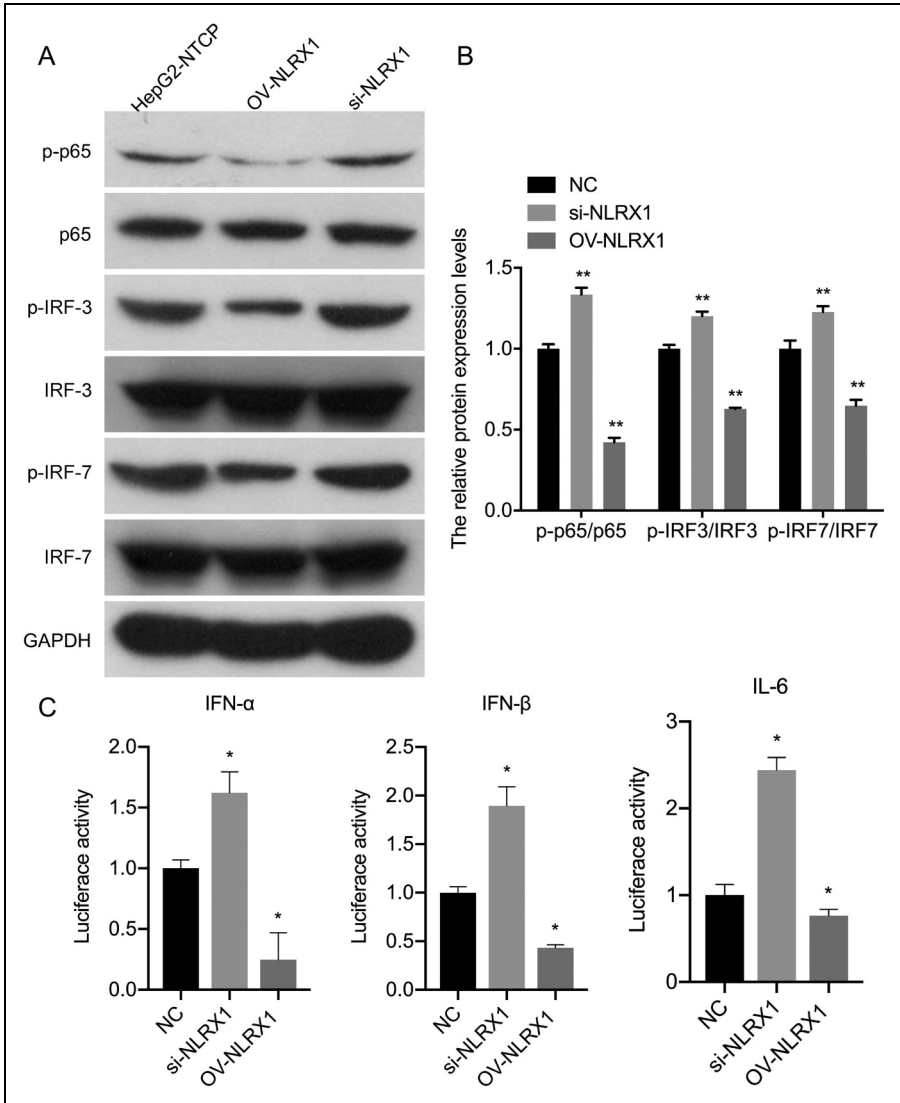 A
HepG2-NTCP
OV-NLRX1
si-NLRX1
p-p65
p65
p-IRF-3
IRF-3
p-IRF-7
IRF-7
GAPDH
B
NC
si-NLRX1
OV-NLRX1
The relative protein expression levels
1.5
1.0
0.5
0.0
** ** **
** ** **
p-p65/p65 p-IRF3/IRF3 p-IRF7/IRF7
C
IFN-α
Luciferace activity
2.0
1.5
1.0
0.5
0.0
*
*
NC
si-NLRX1
OV-NLRX1
IFN-β
Luciferace activity
2.5
2.0
1.5
1.0
0.5
0.0
*
*
NC
si-NLRX1
OV-NLRX1
IL-6
Luciferace activity
3
2
1
0
*
*
NC
si-NLRX1
OV-NLRX1